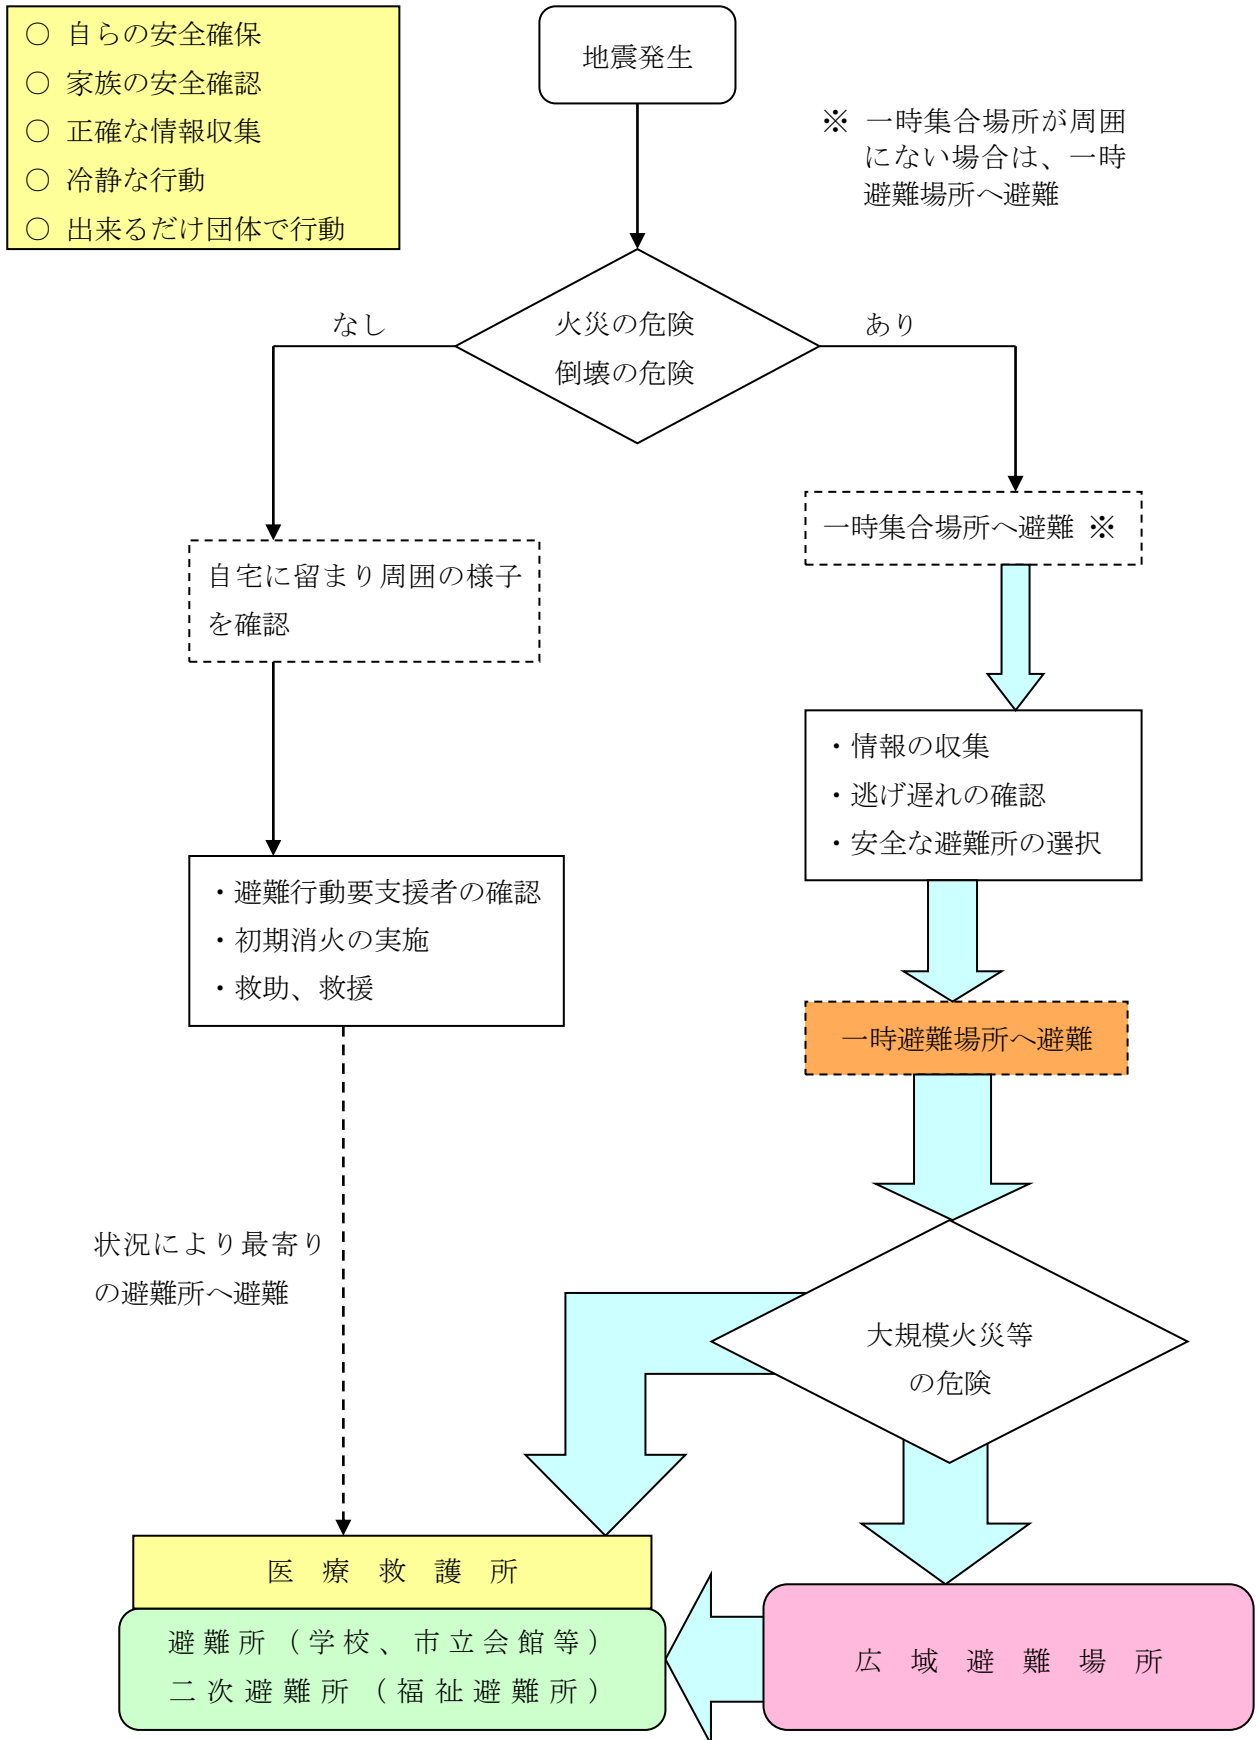 ○ 自らの安全確保
○ 家族の安全確認
○ 正確な情報収集
○ 冷静な行動
○ 出来るだけ団体で行動
地震発生
※ 一時集合場所が周囲
にない場合は、一時
避難場所へ避難
火災の危険
倒壊の危険
なし
あり
一時集合場所へ避難 ※
自宅に留まり周囲の様子
を確認
・情報の収集
・逃げ遅れの確認
・安全な避難所の選択
・避難行動要支援者の確認
・初期消火の実施
・救助、救援
一時避難場所へ避難
状況により最寄り
の避難所へ避難
大規模火災等
の危険
医療救護所
避難所（学校、市立会館等）
二次避難所（福祉避難所）
広域避難場所